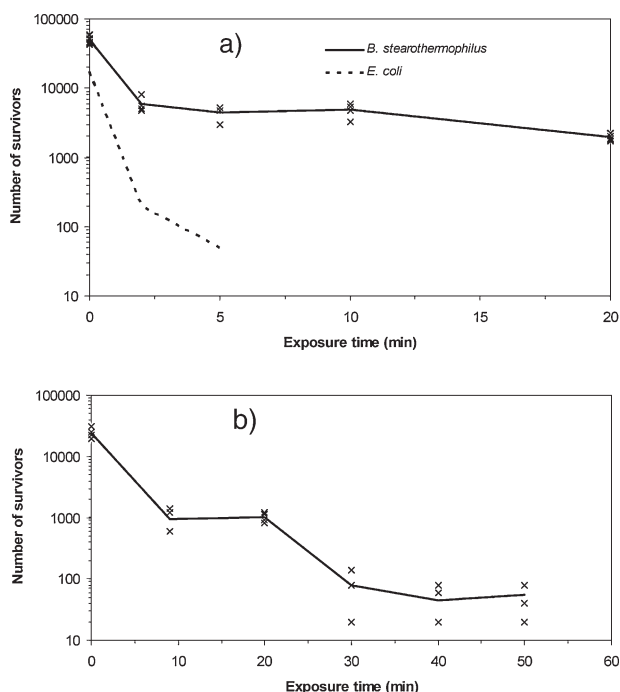 a)
B. stearothermophilus
E. coli
100000
10000
1000
100
10
Number of survivors
0
5
10
15
20
Exposure time (min)
b)
100000
10000
1000
100
10
Number of survivors
0
10
20
30
40
50
60
Exposure time (min)